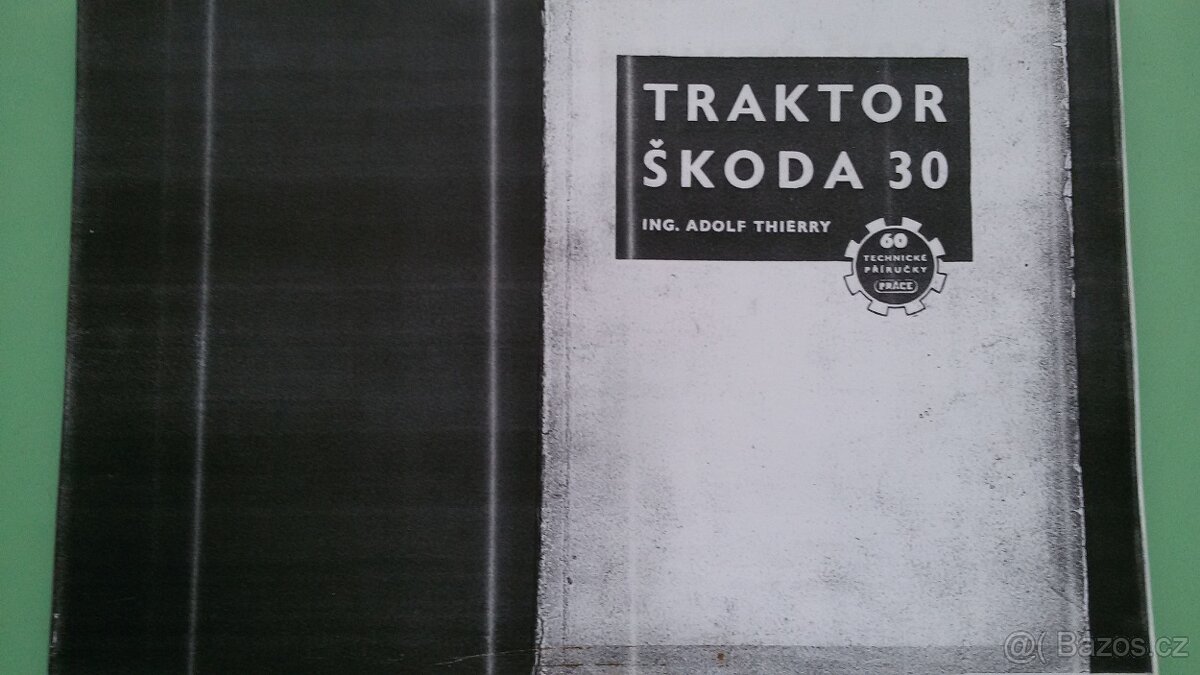 TRAKTOR
ŠKODA 30
ING. ADOLF THIERRY
60
TECHNICKÉ
PŘÍRUČKY
PRÁCE
@( Bazos.cz